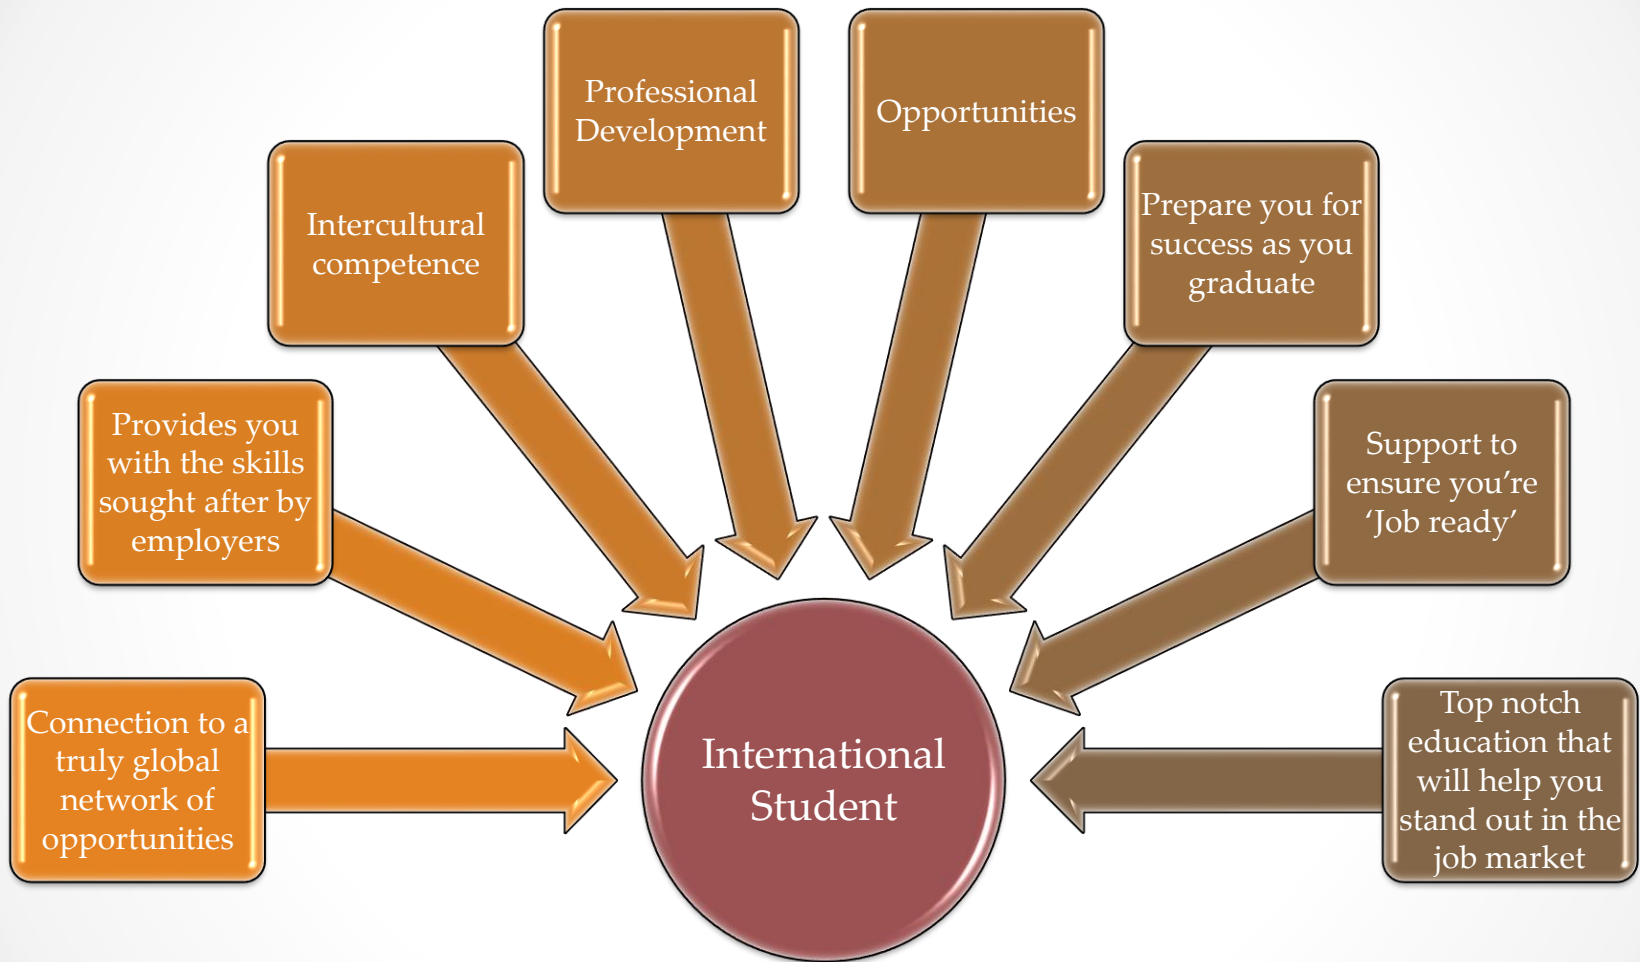 Professional
Development
Opportunities
Intercultural
competence
Prepare you for
success as you
graduate
Provides you
with the skills
sought after by
employers
Support to
ensure you’re
‘Job ready’
Connection to a
truly global
network of
opportunities
International
Student
Top notch
education that
will help you
stand out in the
job market